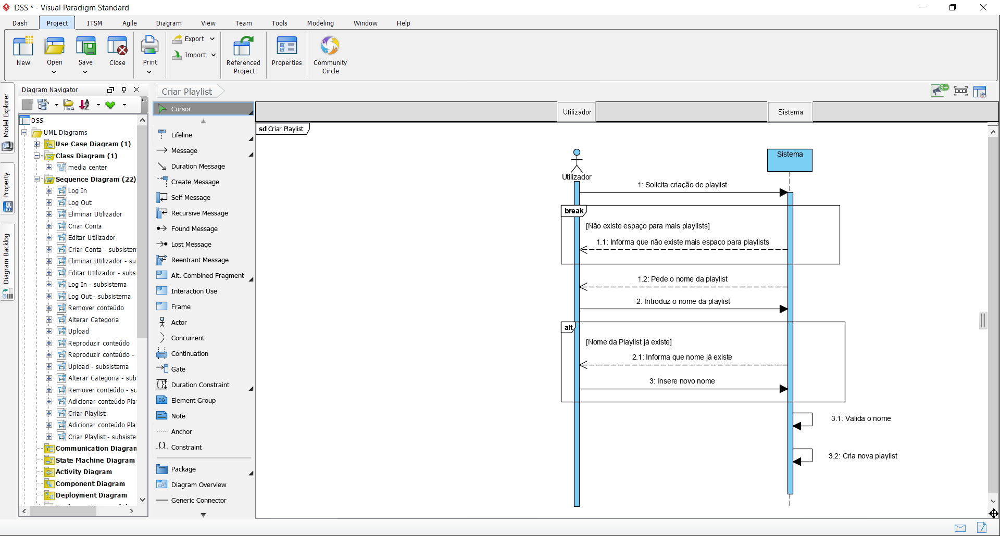 DSS * - Visual Paradigm Standard
Dash Project ITSM Agile Diagram View Team Tools Modeling Window Help
New
Open
Save
Close
Print
Export
Import
Referenced
Project
Properties
Community
Circle
Model Explorer
Property
Diagram Backlog
Diagram Navigator
DSS
UML Diagrams
Use Case Diagram (1)
Class Diagram (1)
media center
Sequence Diagram (22)
Log In
Log Out
Eliminar Utilizador
Criar Conta
Editar Utilizador
Criar Conta - subsistem
Eliminar Utilizador - su
Editar Utilizador - subs
Log In - subsistema
Log Out - subsistema
Remover conteúdo
Alterar Categoria
Upload
Reproduzir conteúdo
Reproduzir conteúdo -
Upload - subsistema
Alterar Categoria - sub
Remover conteúdo - su
Adicionar conteúdo Pla
Criar Playlist
Adicionar conteúdo Pla
Criar Playlist - subsiste
Communication Diagram
State Machine Diagram
Activity Diagram
Component Diagram
Deployment Diagram
Criar Playlist
Cursor
Lifeline
Message
Duration Message
Create Message
Self Message
Recursive Message
Found Message
Lost Message
Reentrant Message
Alt. Combined Fragment
Interaction Use
Frame
Actor
Concurrent
Continuation
Gate
Duration Constraint
EG Element Group
Note
Anchor
{} Constraint
Package
Diagram Overview
Generic Connector
9+
Utilizador
Sistema
sd Criar Playlist
Utilizador
Sistema
1: Solicita criação de playlist
break
[Não existe espaço para mais playlists]
1.1: Informa que não existe mais espaço para playlists
1.2: Pede o nome da playlist
2: Introduz o nome da playlist
alt
[Nome da Playlist já existe]
2.1: Informa que nome já existe
3: Insere novo nome
3.1: Valida o nome
3.2: Cria nova playlist